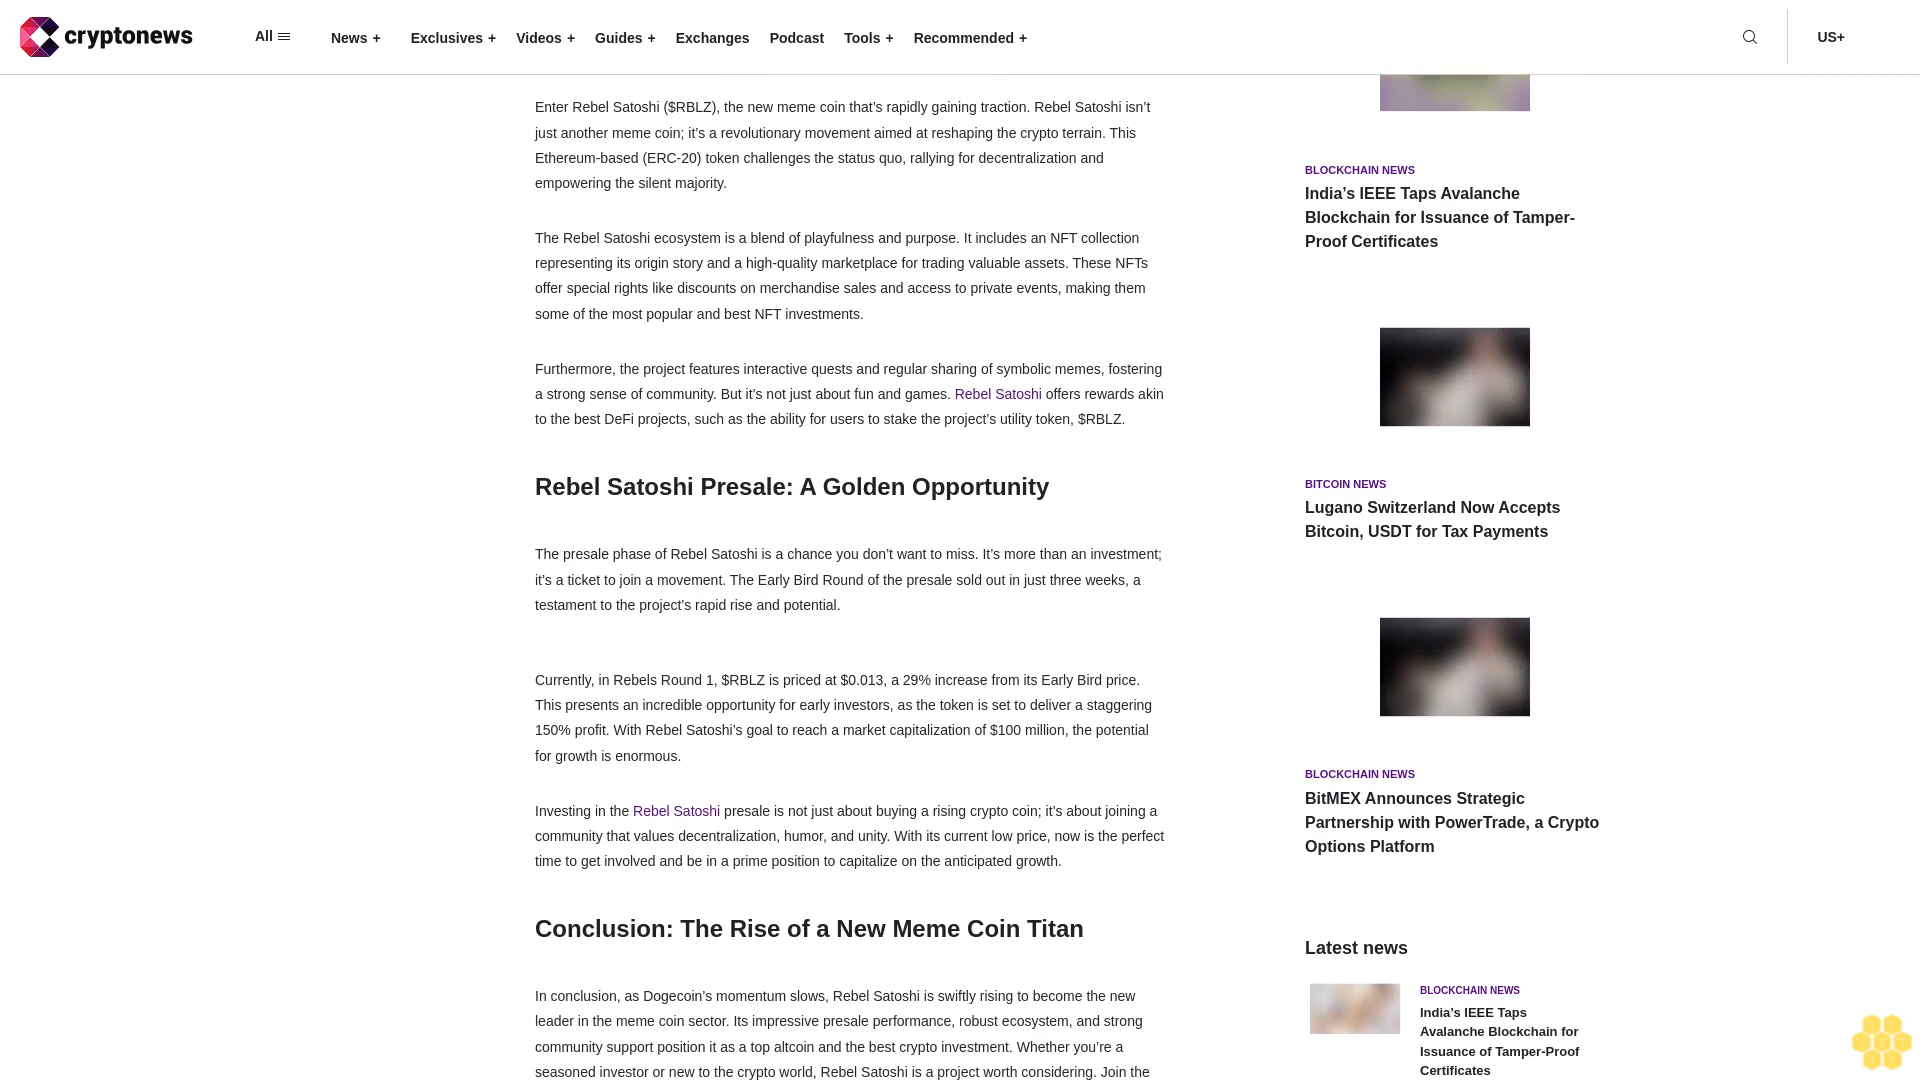 cryptonews
All
News +
Exclusives +
Videos +
Guides +
Exchanges
Podcast
Tools +
Recommended +
US+
Enter Rebel Satoshi ($RBLZ), the new meme coin that’s rapidly gaining traction. Rebel Satoshi isn’t
just another meme coin; it’s a revolutionary movement aimed at reshaping the crypto terrain. This
Ethereum-based (ERC-20) token challenges the status quo, rallying for decentralization and
empowering the silent majority.
The Rebel Satoshi ecosystem is a blend of playfulness and purpose. It includes an NFT collection
representing its origin story and a high-quality marketplace for trading valuable assets. These NFTs
offer special rights like discounts on merchandise sales and access to private events, making them
some of the most popular and best NFT investments.
Furthermore, the project features interactive quests and regular sharing of symbolic memes, fostering
a strong sense of community. But it’s not just about fun and games. Rebel Satoshi offers rewards akin
to the best DeFi projects, such as the ability for users to stake the project’s utility token, $RBLZ.
Rebel Satoshi Presale: A Golden Opportunity
The presale phase of Rebel Satoshi is a chance you don’t want to miss. It’s more than an investment;
it’s a ticket to join a movement. The Early Bird Round of the presale sold out in just three weeks, a
testament to the project’s rapid rise and potential.
Currently, in Rebels Round 1, $RBLZ is priced at $0.013, a 29% increase from its Early Bird price.
This presents an incredible opportunity for early investors, as the token is set to deliver a staggering
150% profit. With Rebel Satoshi’s goal to reach a market capitalization of $100 million, the potential
for growth is enormous.
Investing in the Rebel Satoshi presale is not just about buying a rising crypto coin; it’s about joining a
community that values decentralization, humor, and unity. With its current low price, now is the perfect
time to get involved and be in a prime position to capitalize on the anticipated growth.
Conclusion: The Rise of a New Meme Coin Titan
In conclusion, as Dogecoin’s momentum slows, Rebel Satoshi is swiftly rising to become the new
leader in the meme coin sector. Its impressive presale performance, robust ecosystem, and strong
community support position it as a top altcoin and the best crypto investment. Whether you’re a
seasoned investor or new to the crypto world, Rebel Satoshi is a project worth considering. Join the
BLOCKCHAIN NEWS
India’s IEEE Taps Avalanche
Blockchain for Issuance of Tamper-
Proof Certificates
BITCOIN NEWS
Lugano Switzerland Now Accepts
Bitcoin, USDT for Tax Payments
BLOCKCHAIN NEWS
BitMEX Announces Strategic
Partnership with PowerTrade, a Crypto
Options Platform
Latest news
BLOCKCHAIN NEWS
India’s IEEE Taps
Avalanche Blockchain for
Issuance of Tamper-Proof
Certificates